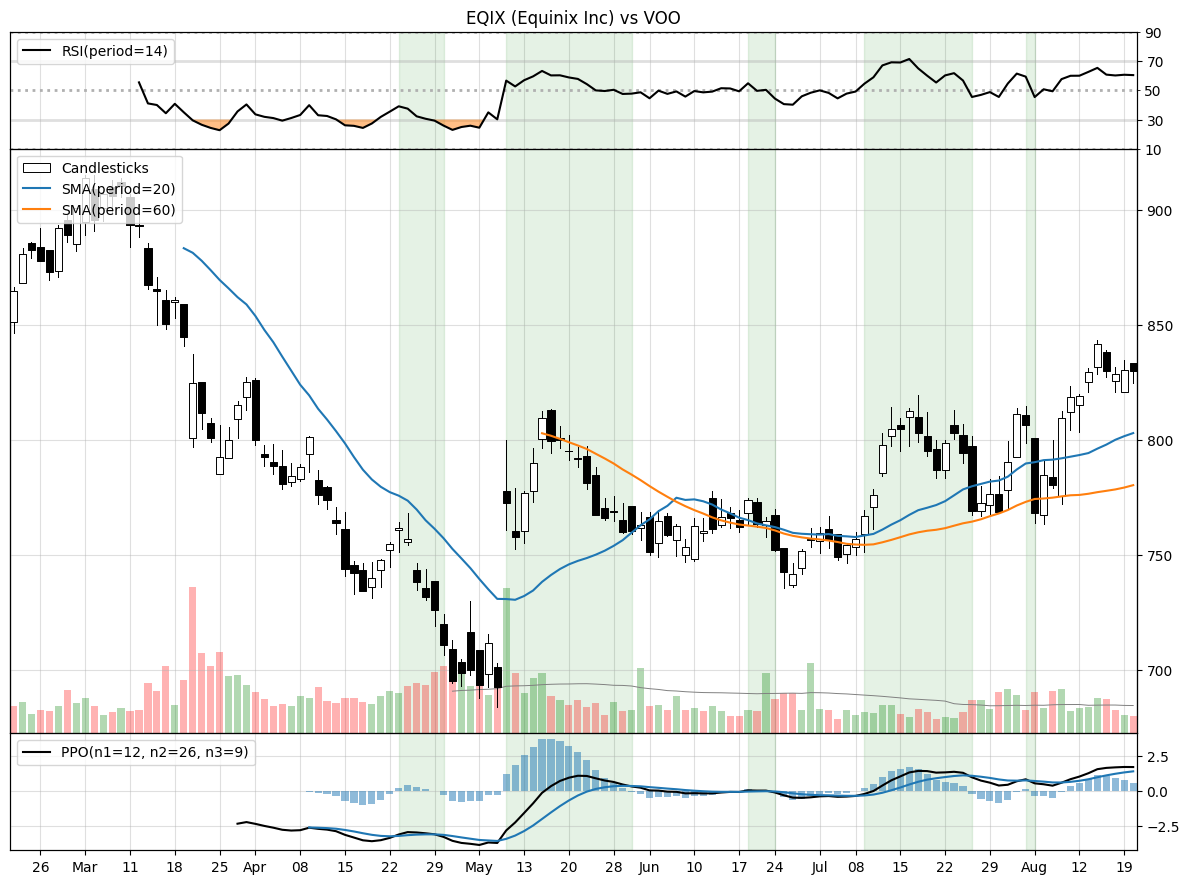 EQIX (Equinix Inc) vs VOO
RSI(period=14)
90
70
50
30
10
Candlesticks
SMA(period=20)
SMA(period=60)
900
850
800
750
700
PPO(n1=12, n2=26, n3=9)
2.5
0.0
−2.5
26 Mar 11 18 25 Apr 08 15 22 29 May 13 20 28 Jun 10 17 24 Jul 08 15 22 29 Aug 12 19